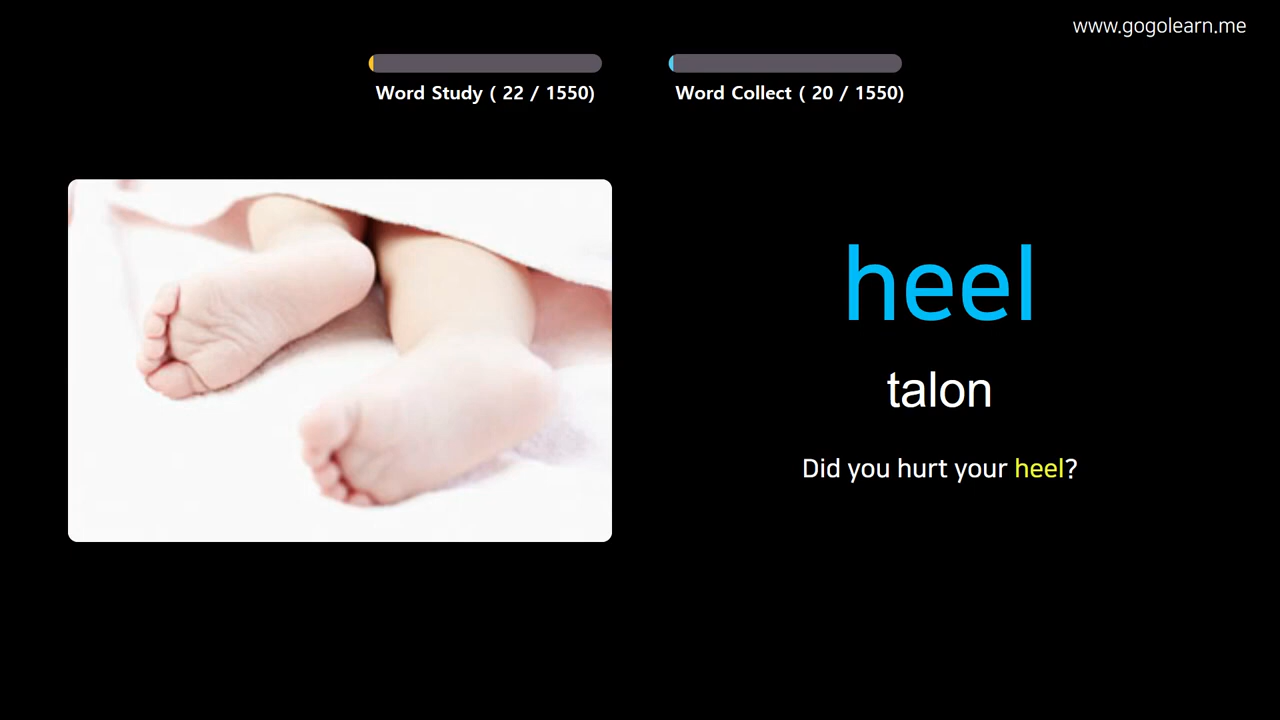 www.gogolearn.me
Word Study ( 22 / 1550)
Word Collect ( 20 / 1550)
heel
talon
Did you hurt your heel?